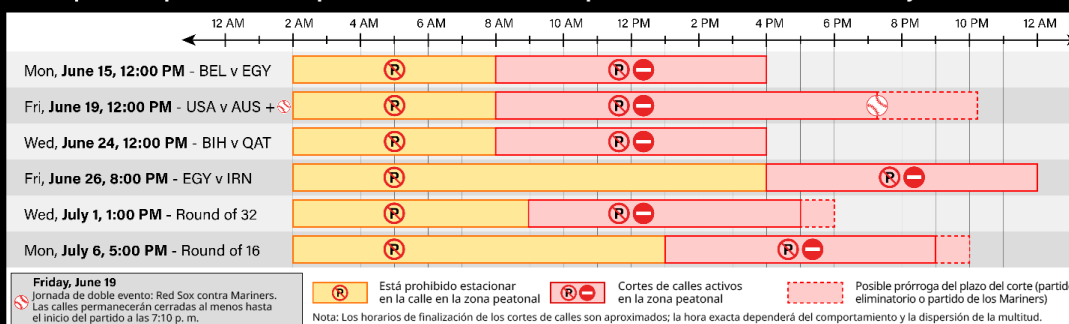 12 AM 2 AM 4 AM 6 AM 8 AM 10 AM 12 PM 2 PM 4 PM 6 PM 8 PM 10 PM 12 AM
Mon, June 15, 12:00 PM - BEL v EGY
Fri, June 19, 12:00 PM - USA v AUS +
Wed, June 24, 12:00 PM - BIH v QAT
Fri, June 26, 8:00 PM - EGY v IRN
Wed, July 1, 1:00 PM - Round of 32
Mon, July 6, 5:00 PM - Round of 16
Friday, June 19
Jornada de doble evento: Red Sox contra Mariners.
Las calles permanecerán cerradas al menos hasta
el inicio del partido a las 7:10 p. m.
Está prohibido estacionar
en la calle en la zona peatonal
Cortes de calles activos
en la zona peatonal
Posible prórroga del plazo del corte (partido
eliminatorio o partido de los Mariners)
Nota: Los horarios de finalización de los cortes de calles son aproximados; la hora exacta dependerá del comportamiento y la dispersión de la multitud.